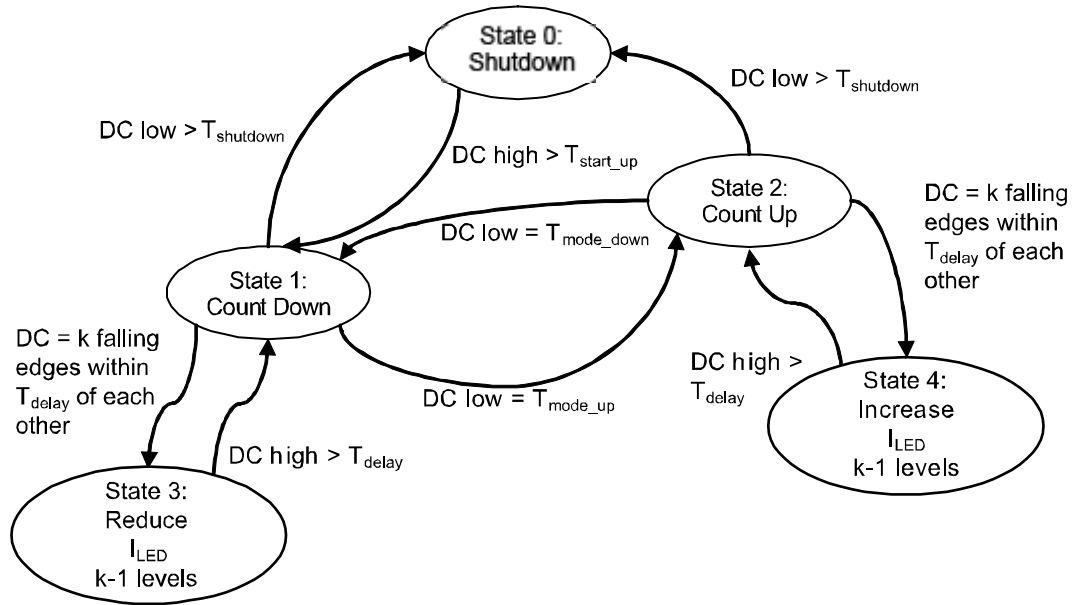 State 0:
Shutdown
DC low > T_shutdown
DC low > T_shutdown
DC high > T_start_up
State 2:
Count Up
DC = k falling
edges within
T_delay of each
other
DC low = T_mode_down
State 1:
Count Down
DC = k falling
edges within
T_delay of each
other
DC low = T_mode_up
DC high >
T_delay
State 4:
Increase
I_LED
k-1 levels
DC high > T_delay
State 3:
Reduce
I_LED
k-1 levels